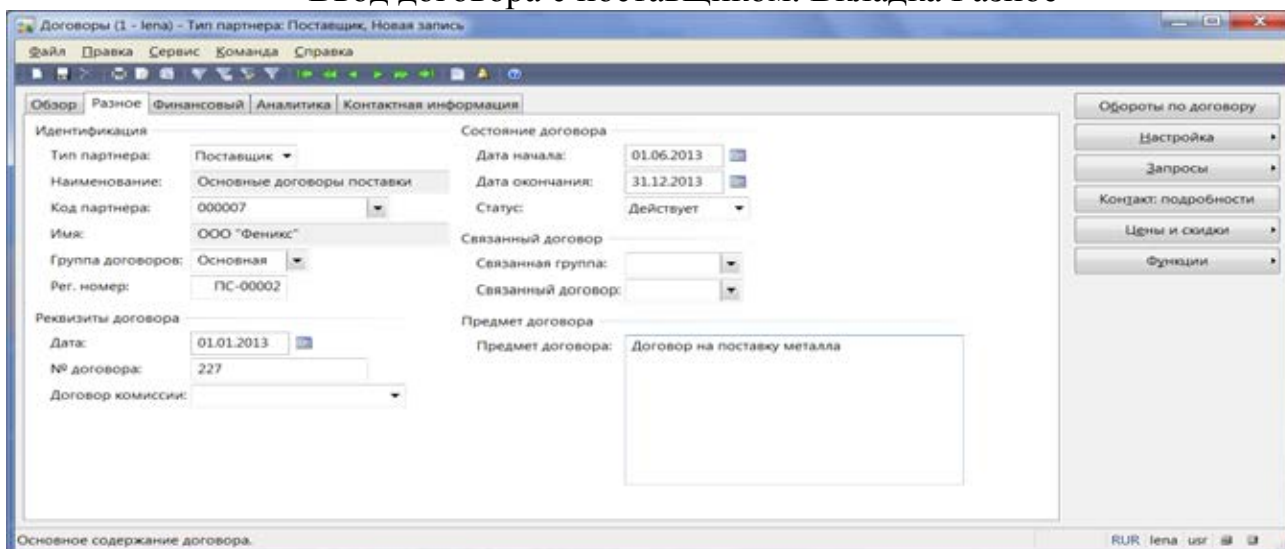 Ввод договора с поставщиком. Вкладка Разное
Договоры (1 - lena) - Тип партнера: Поставщик, Новая запись
Файл Правка Сервис Команда Справка
Обзор Разное Финансовый Аналитика Контактная информация
Идентификация
Тип партнера: Поставщик
Наименование: Основные договоры поставки
Код партнера: 000007
Имя: ООО "Феникс"
Группа договоров: Основная
Рег. номер: ПС-00002
Реквизиты договора
Дата: 01.01.2013
№ договора: 227
Договор комиссии:
Состояние договора
Дата начала: 01.06.2013
Дата окончания: 31.12.2013
Статус: Действует
Связанный договор
Связанная группа:
Связанный договор:
Предмет договора
Предмет договора: Договор на поставку металла
Обороты по договору
Настройка
Запросы
Контакт: подробности
Цены и скидки
Функции
Основное содержание договора.
RUR lena usr